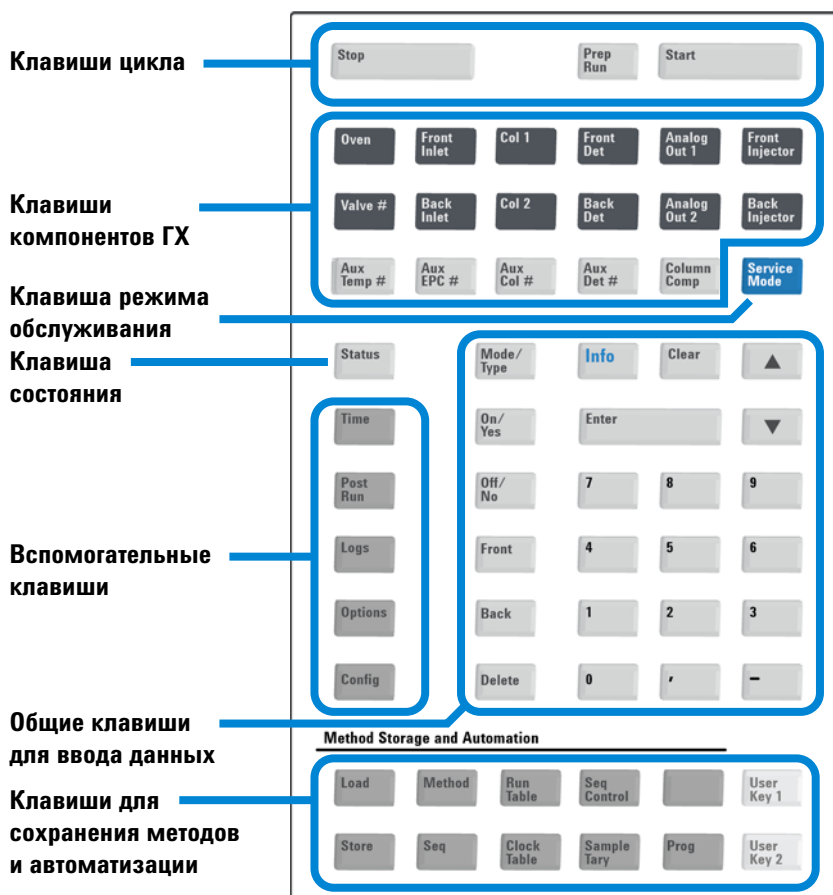 Клавиши цикла
Stop
Prep
Run
Start
Клавиши
компонентов ГХ
Oven
Front
Inlet
Col 1
Front
Det
Analog
Out 1
Front
Injector
Valve #
Back
Inlet
Col 2
Back
Det
Analog
Out 2
Back
Injector
Aux
Temp #
Aux
EPC #
Aux
Col #
Aux
Det #
Column
Comp
Service
Mode
Клавиша режима
обслуживания
Клавиша
состояния
Status
Mode/
Type
Info
Clear
▲
Time
On/
Yes
Enter
▼
Post
Run
Off/
No
7
8
9
Вспомогательные
клавиши
Logs
Front
4
5
6
Options
Back
1
2
3
Config
Delete
0
,
–
Общие клавиши
для ввода данных
Method Storage and Automation
Клавиши для
сохранения методов
и автоматизации
Load
Method
Run
Table
Seq
Control
User
Key 1
Store
Seq
Clock
Table
Sample
Tary
Prog
User
Key 2